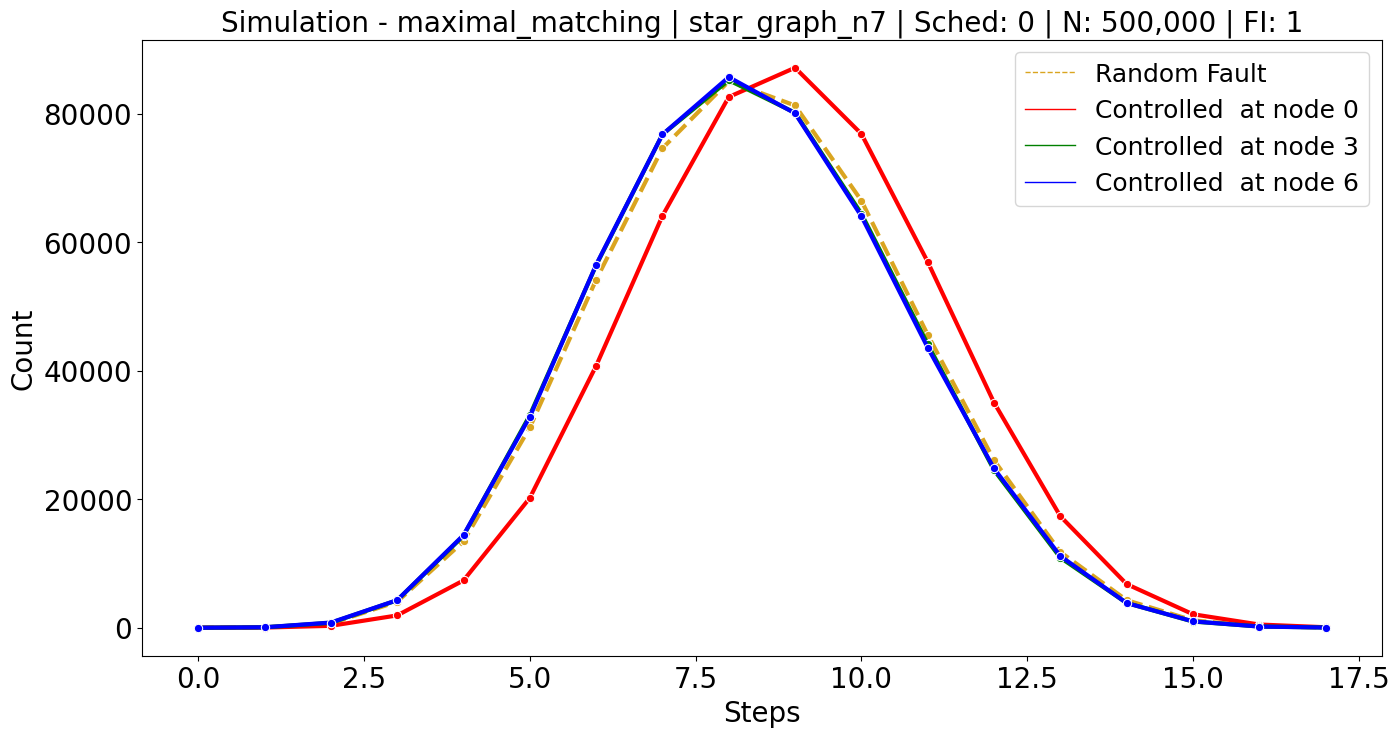 Simulation - maximal_matching | star_graph_n7 | Sched: 0 | N: 500,000 | FI: 1
Random Fault
Controlled  at node 0
Controlled  at node 3
Controlled  at node 6
Count
80000
60000
40000
20000
0
0.0 2.5 5.0 7.5 10.0 12.5 15.0 17.5
Steps